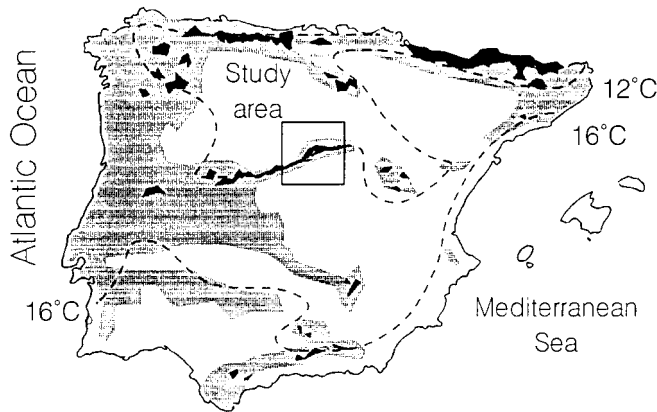 Study
area
Atlantic Ocean
12°C
16°C
16°C
Mediterranean
Sea